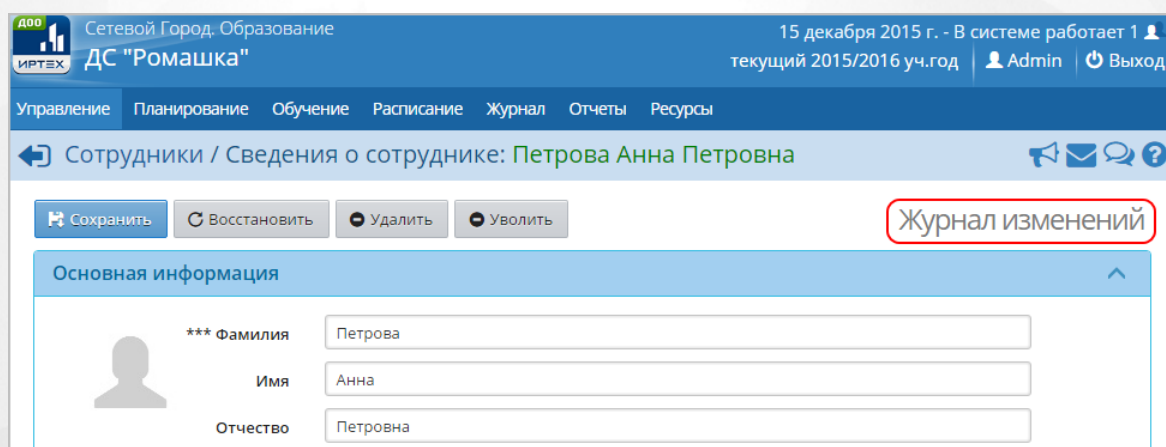 ДОО
ИРТЕХ
Сетевой Город. Образование
ДС "Ромашка"
15 декабря 2015 г. - В системе работает 1
текущий 2015/2016 уч.год Admin Выход
Управление Планирование Обучение Расписание Журнал Отчеты Ресурсы
Сотрудники / Сведения о сотруднике: Петрова Анна Петровна
Сохранить Восстановить Удалить Уволить Журнал изменений
Основная информация
*** Фамилия Петрова
Имя Анна
Отчество Петровна